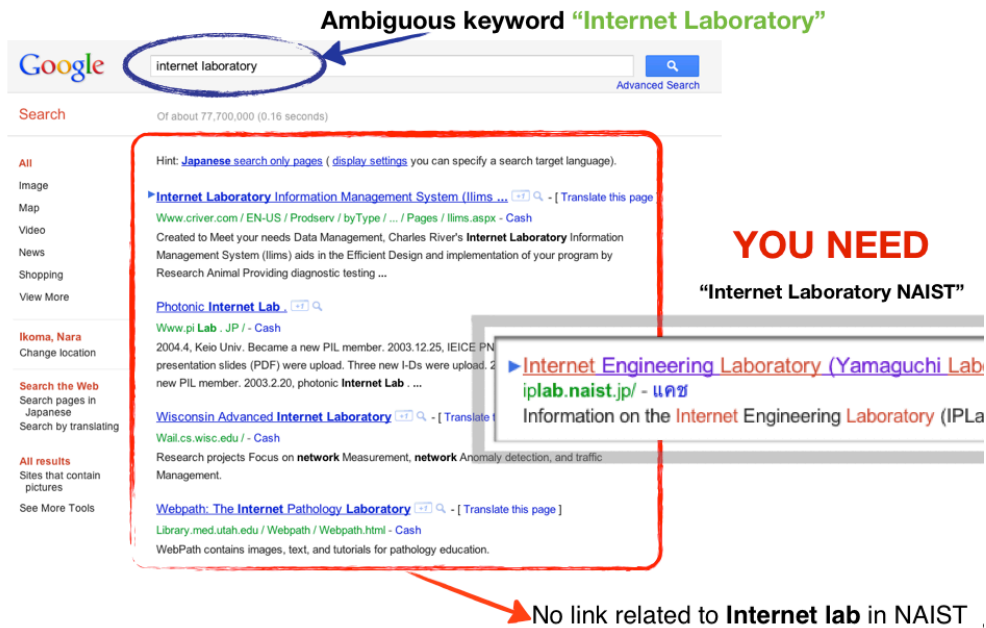 Ambiguous keyword “Internet Laboratory”
Google
internet laboratory
Advanced Search
Search
Of about 77,700,000 (0.16 seconds)
All
Image
Map
Video
News
Shopping
View More
Ikoma, Nara
Change location
Search the Web
Search pages in
Japanese
Search by translating
All results
Sites that contain
pictures
See More Tools
Hint: Japanese search only pages ( display settings you can specify a search target language).
Internet Laboratory Information Management System (Ilims ... +1 - [ Translate this page
Www.criver.com / EN-US / Prodserv / byType / ... / Pages / Ilims.aspx - Cash
Created to Meet your needs Data Management, Charles River's Internet Laboratory Information
Management System (Ilims) aids in the Efficient Design and implementation of your program by
Research Animal Providing diagnostic testing ...
Photonic Internet Lab . +1
Www.pi Lab . JP / - Cash
2004.4, Keio Univ. Became a new PIL member. 2003.12.25, IEICE PN
presentation slides (PDF) were upload. Three new I-Ds were upload. 2
new PIL member. 2003.2.20, photonic Internet Lab . ...
Wisconsin Advanced Internet Laboratory +1 - [ Translate t
Wail.cs.wisc.edu / - Cash
Research projects Focus on network Measurement, network Anomaly detection, and traffic
Management.
Webpath: The Internet Pathology Laboratory +1 - [ Translate this page ]
Library.med.utah.edu / Webpath / Webpath.html - Cash
WebPath contains images, text, and tutorials for pathology education.
YOU NEED
“Internet Laboratory NAIST”
Internet Engineering Laboratory (Yamaguchi Labo
iplab.naist.jp/ - แคช
Information on the Internet Engineering Laboratory (IPLa
No link related to Internet lab in NAIST